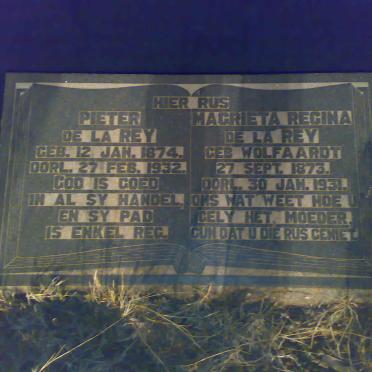 HIER RUS
PIETER
DE LA REY
GEB. 12 JAN. 1874.
OORL. 27 FEB. 1932.
GOD IS GOED
IN AL SY HANDEL,
EN SY PAD
IS ENKEL REG.
MAGRIETA REGINA
DE LA REY
GEB WOLFAARDT
27 SEPT. 1873.
OORL. 30 JAN. 1931.
ONS WAT WEET HOE U
GELY HET, MOEDER,
GUN DAT U DIE RUS GENIET.